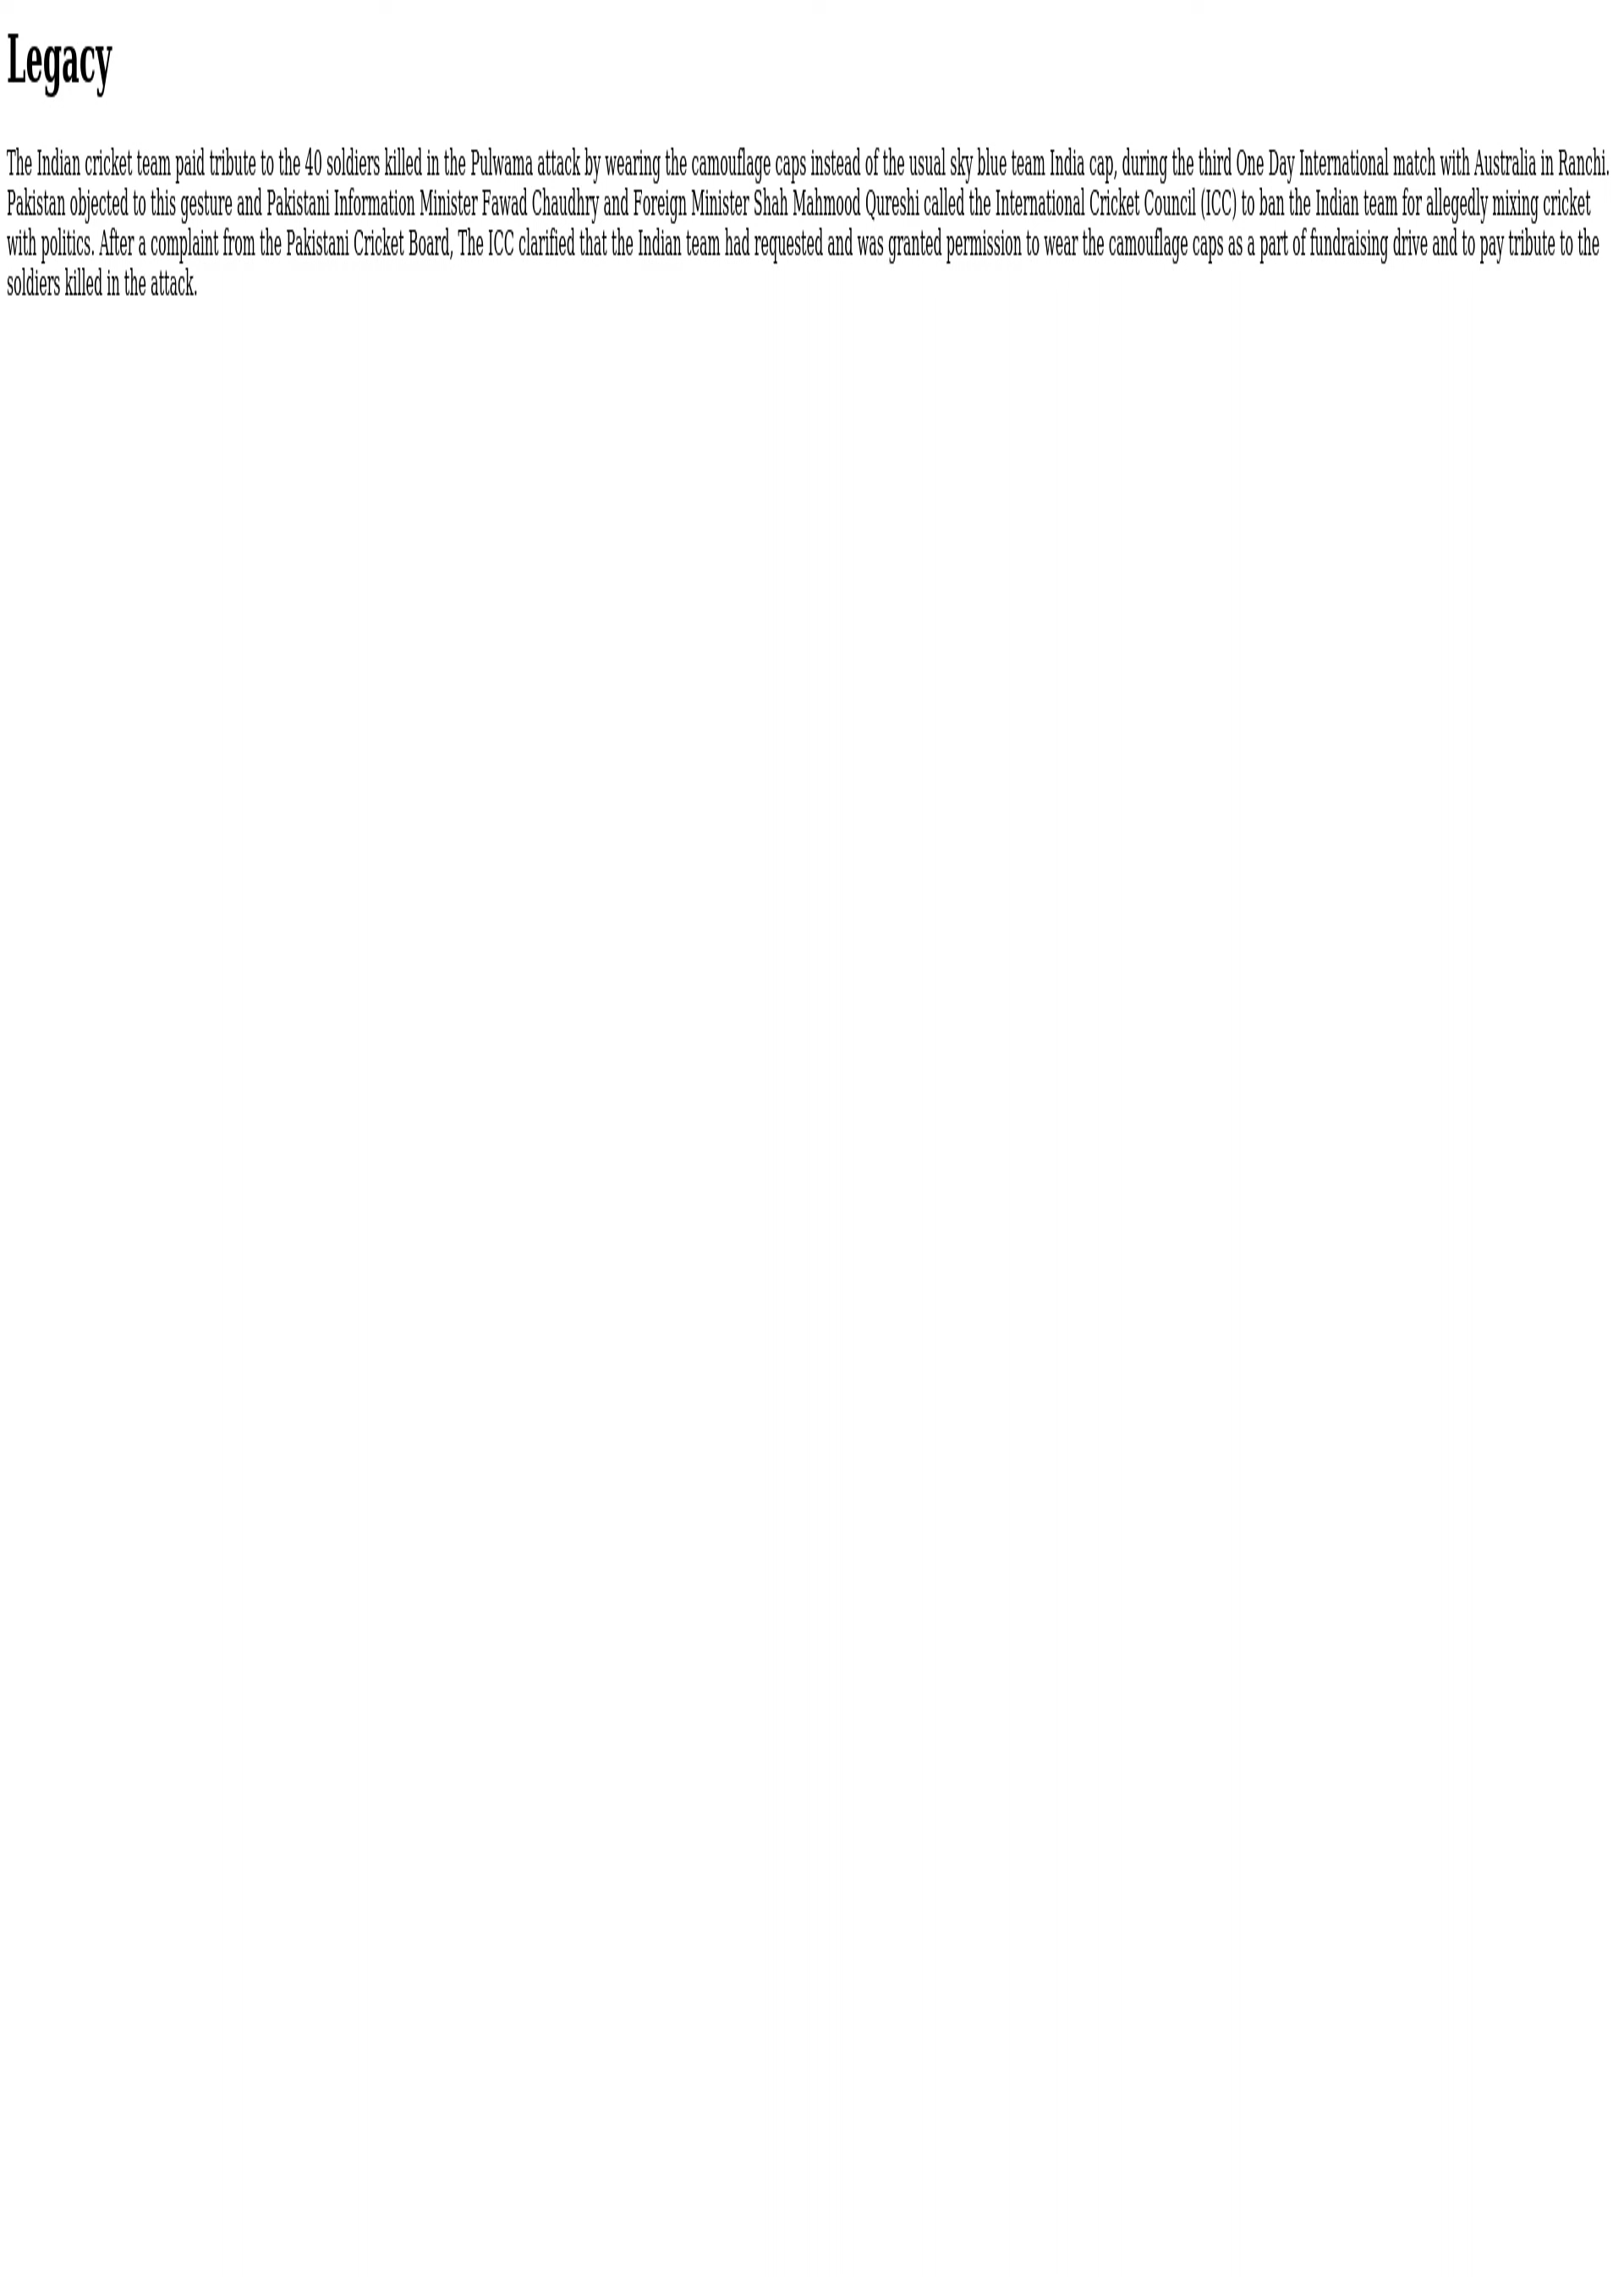 Legacy
The Indian cricket team paid tribute to the 40 soldiers killed in the Pulwama attack by wearing the camouflage caps instead of the usual sky blue team India cap, during the third One Day International match with Australia in Ranchi.
Pakistan objected to this gesture and Pakistani Information Minister Fawad Chaudhry and Foreign Minister Shah Mahmood Qureshi called the International Cricket Council (ICC) to ban the Indian team for allegedly mixing cricket
with politics. After a complaint from the Pakistani Cricket Board, The ICC clarified that the Indian team had requested and was granted permission to wear the camouflage caps as a part of fundraising drive and to pay tribute to the
soldiers killed in the attack.